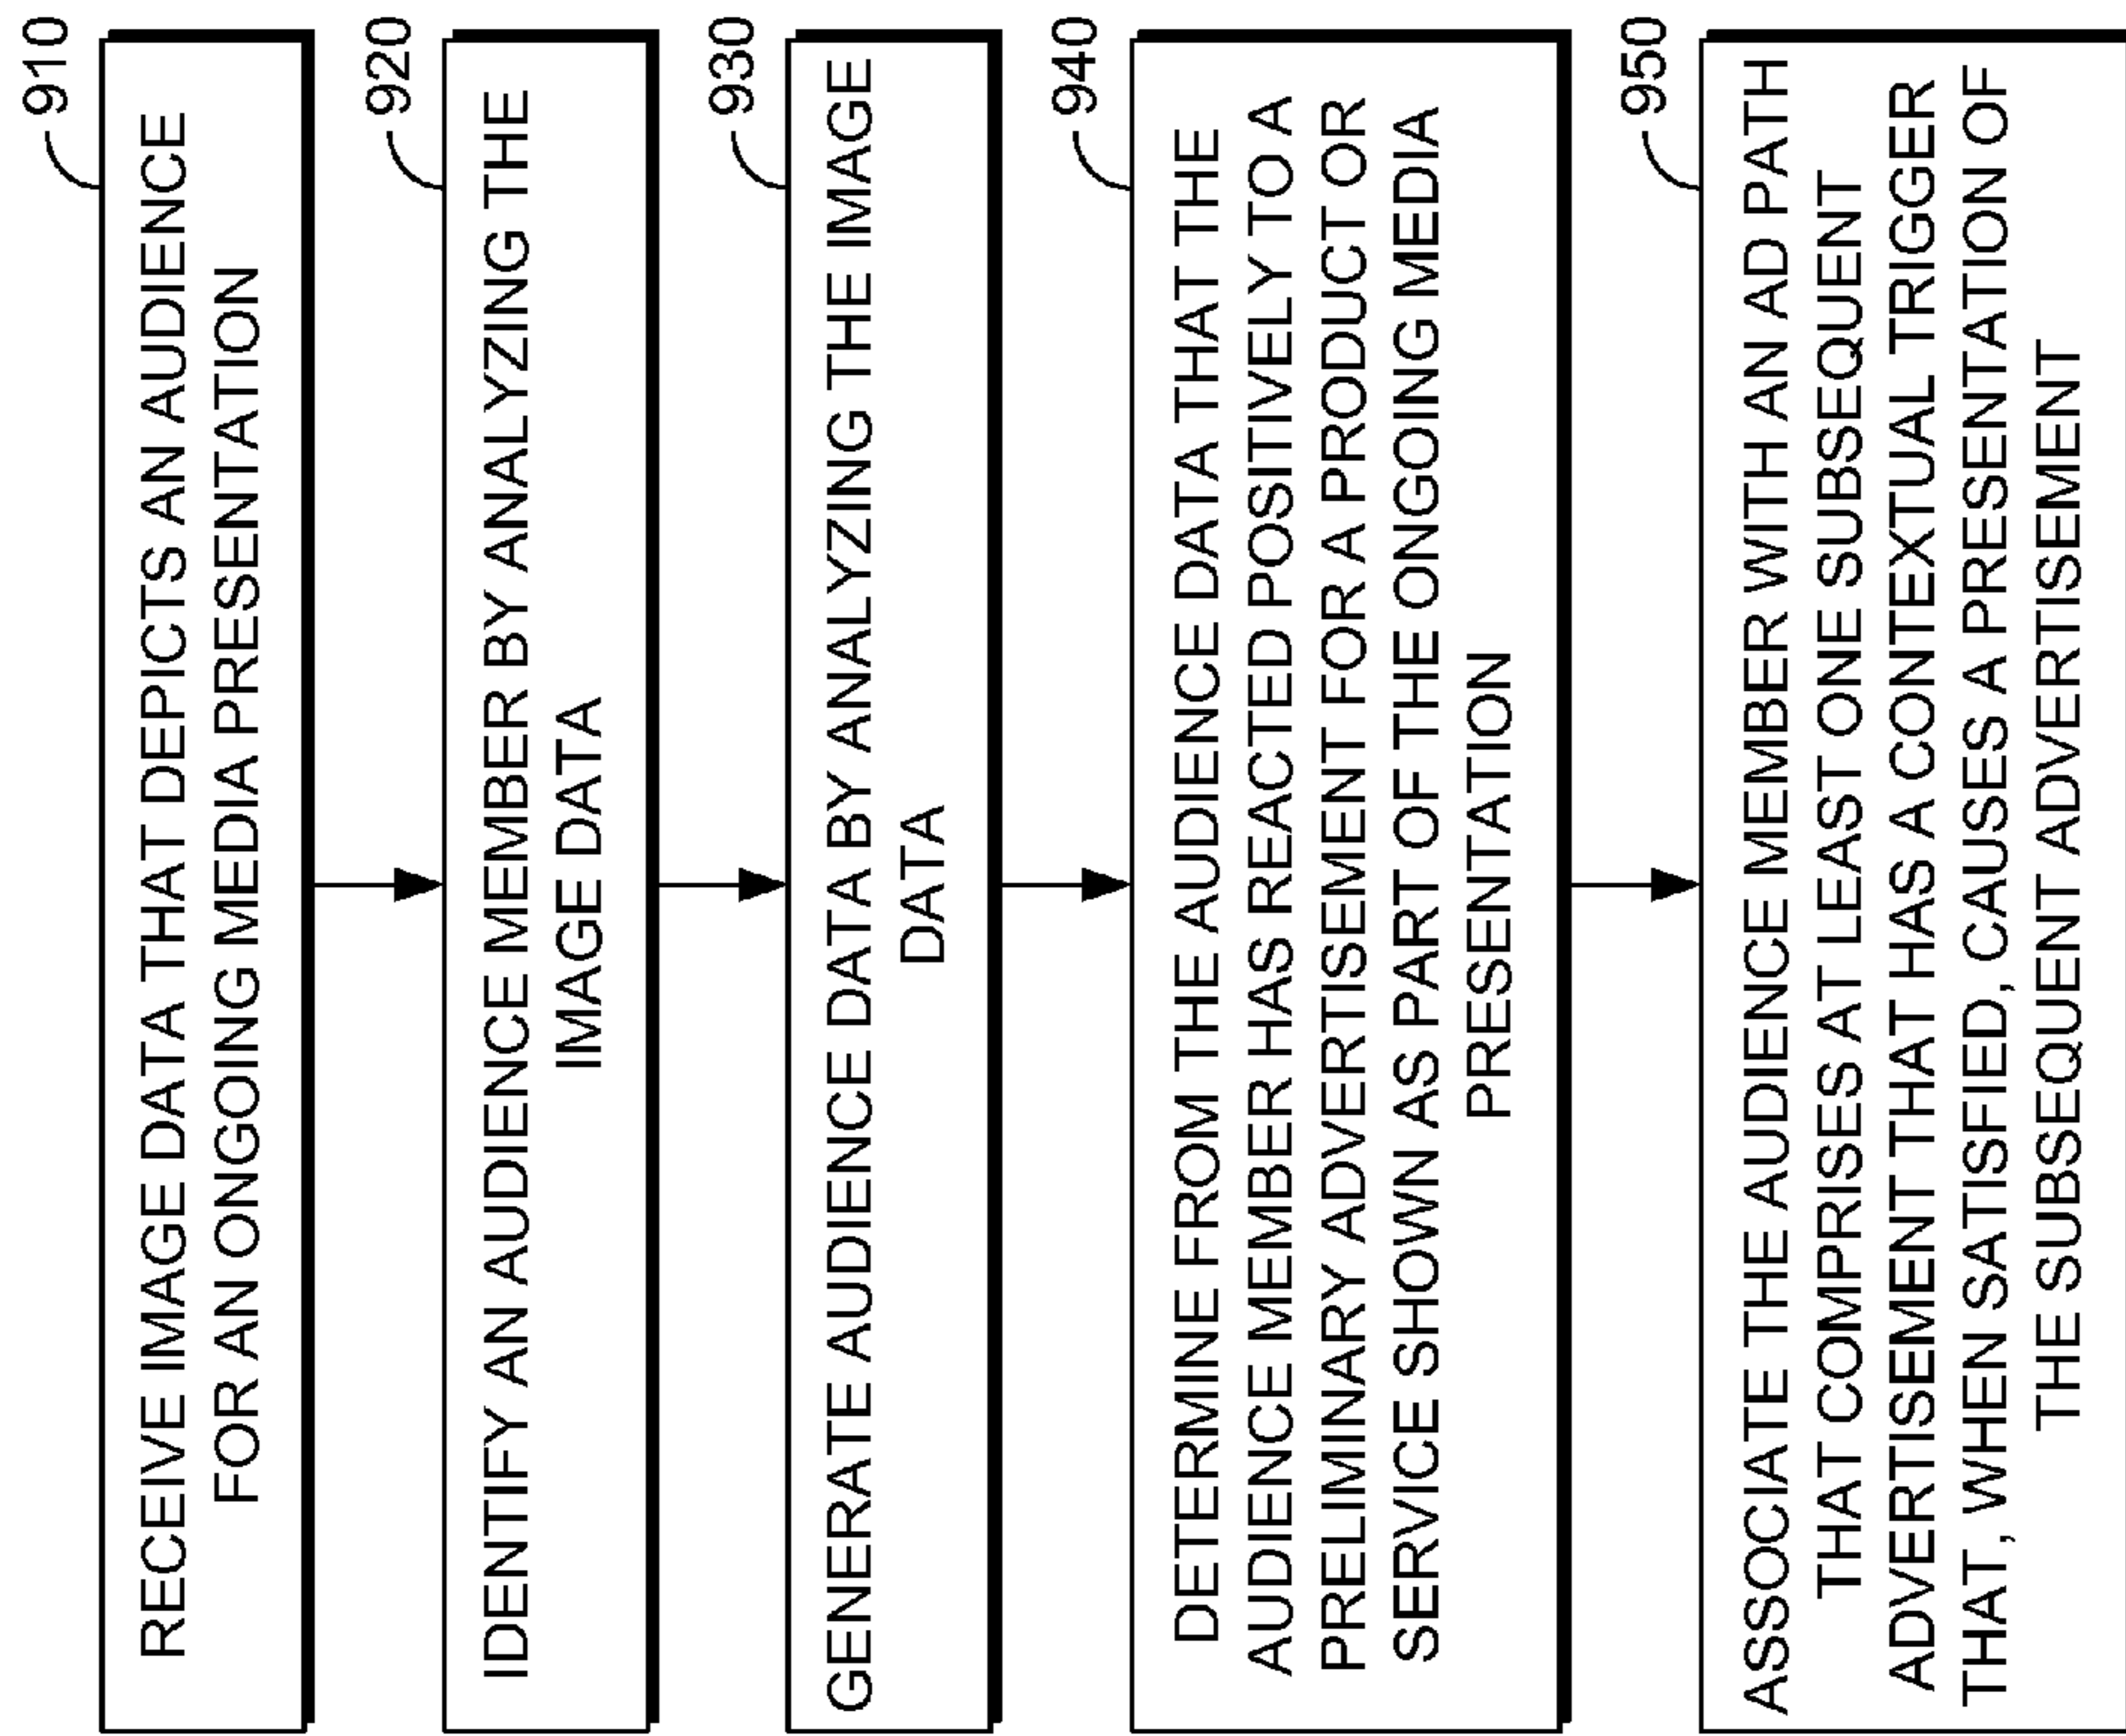 910
RECEIVE IMAGE DATA THAT DEPICTS AN AUDIENCE
FOR AN ONGOING MEDIA PRESENTATION
920
IDENTIFY AN AUDIENCE MEMBER BY ANALYZING THE
IMAGE DATA
930
GENERATE AUDIENCE DATA BY ANALYZING THE IMAGE
DATA
940
DETERMINE FROM THE AUDIENCE DATA THAT THE
AUDIENCE MEMBER HAS REACTED POSITIVELY TO A
PRELIMINARY ADVERTISEMENT FOR A PRODUCT OR
SERVICE SHOWN AS PART OF THE ONGOING MEDIA
PRESENTATION
950
ASSOCIATE THE AUDIENCE MEMBER WITH AN AD PATH
THAT COMPRISES AT LEAST ONE SUBSEQUENT
ADVERTISEMENT THAT HAS A CONTEXTUAL TRIGGER
THAT, WHEN SATISFIED, CAUSES A PRESENTATION OF
THE SUBSEQUENT ADVERTISEMENT